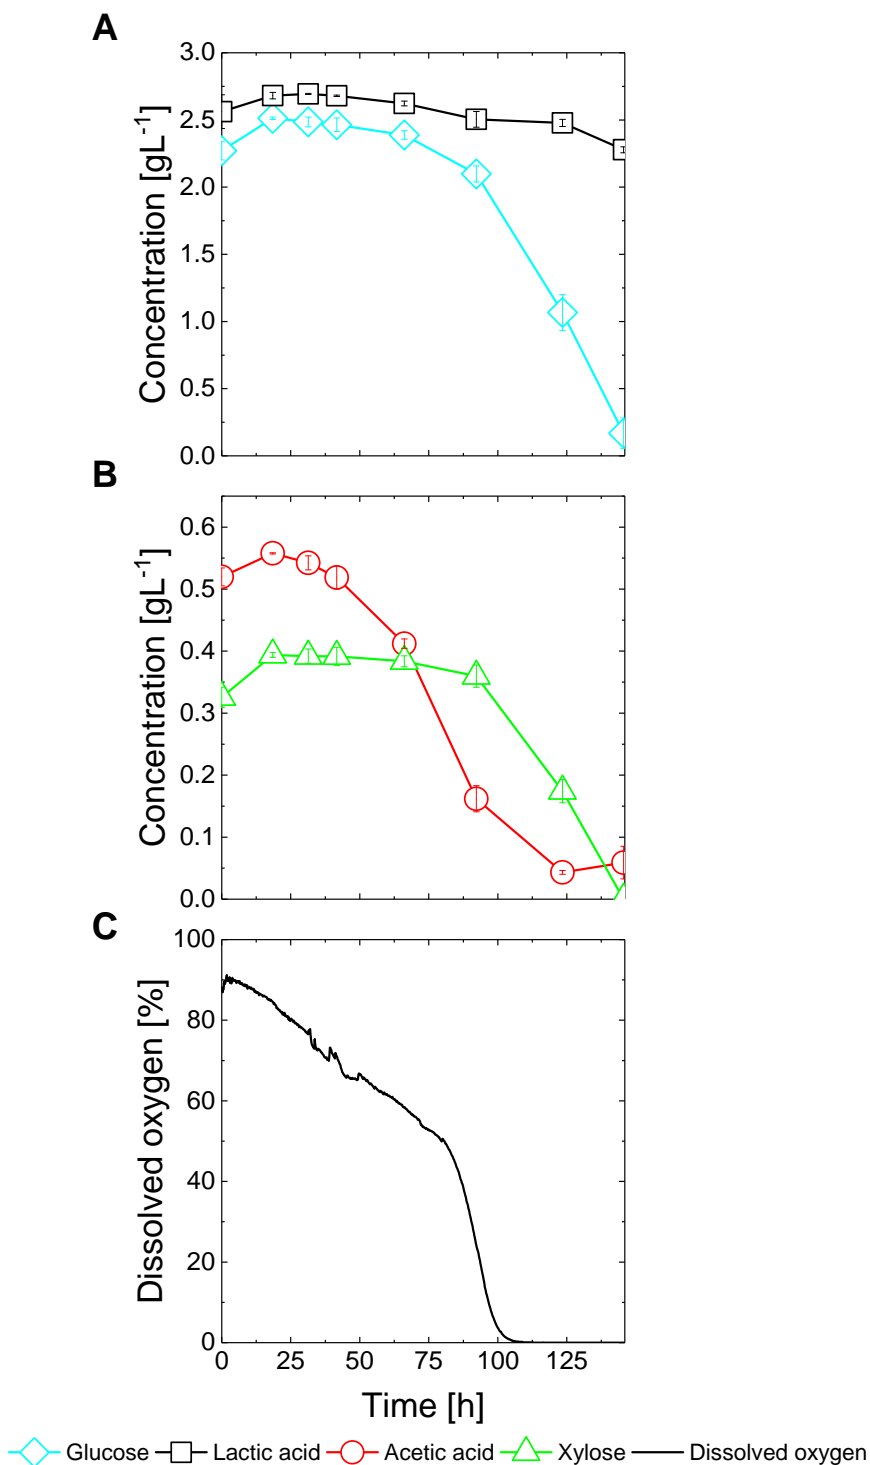 A
3.0
2.5
2.0
1.5
1.0
0.5
0.0
Concentration [gL-1]
B
0.6
0.5
0.4
0.3
0.2
0.1
0.0
Concentration [gL-1]
C
100
80
60
40
20
0
Dissolved oxygen [%]
0 25 50 75 100 125
Time [h]
Glucose Lactic acid Acetic acid Xylose Dissolved oxygen